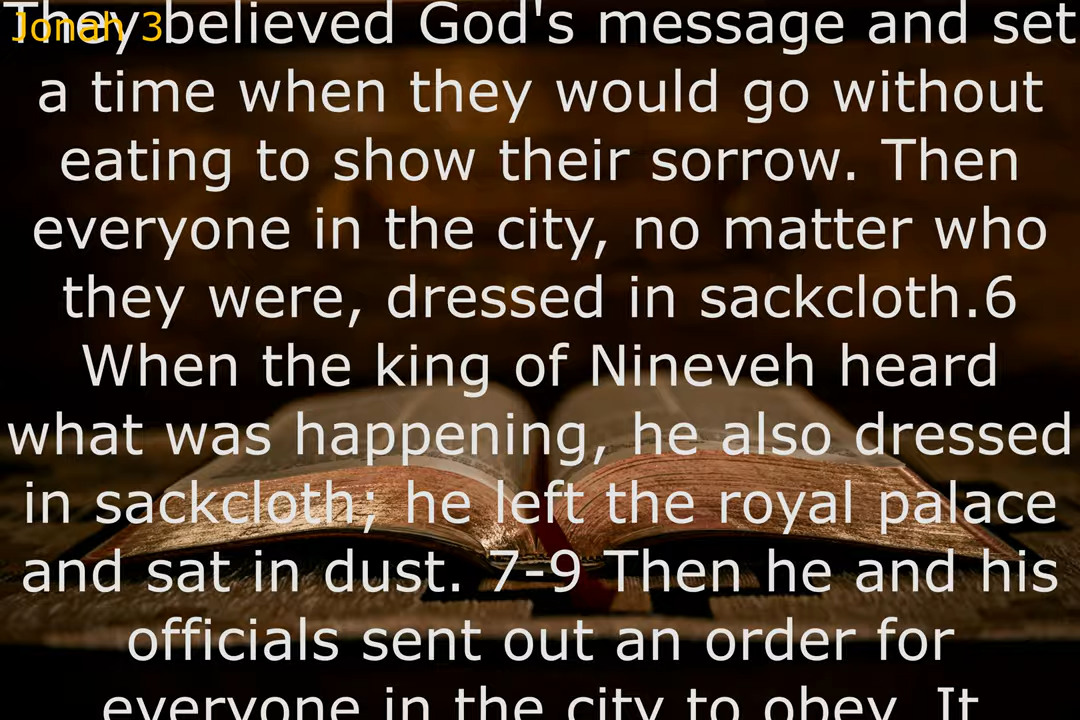 Jonah 3
They believed God's message and set
a time when they would go without
eating to show their sorrow. Then
everyone in the city, no matter who
they were, dressed in sackcloth.6
When the king of Nineveh heard
what was happening, he also dressed
in sackcloth; he left the royal palace
and sat in dust. 7-9 Then he and his
officials sent out an order for
everyone in the city to obey. It